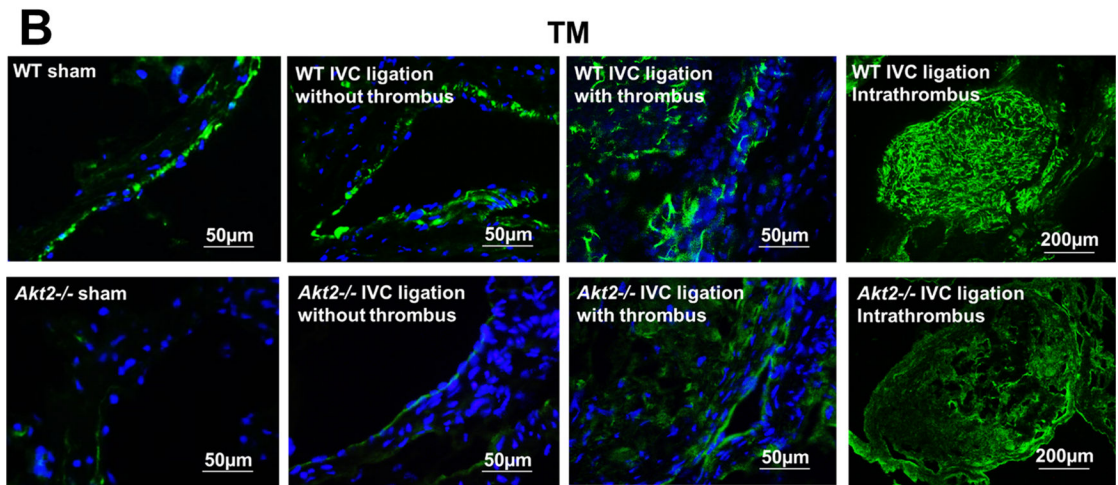 B
TM
WT sham
50μm
WT IVC ligation
without thrombus
50μm
WT IVC ligation
with thrombus
50μm
WT IVC ligation
Intrathrombus
200μm
Akt2-/- sham
50μm
Akt2-/- IVC ligation
without thrombus
50μm
Akt2-/- IVC ligation
with thrombus
50μm
Akt2-/- IVC ligation
Intrathrombus
200μm